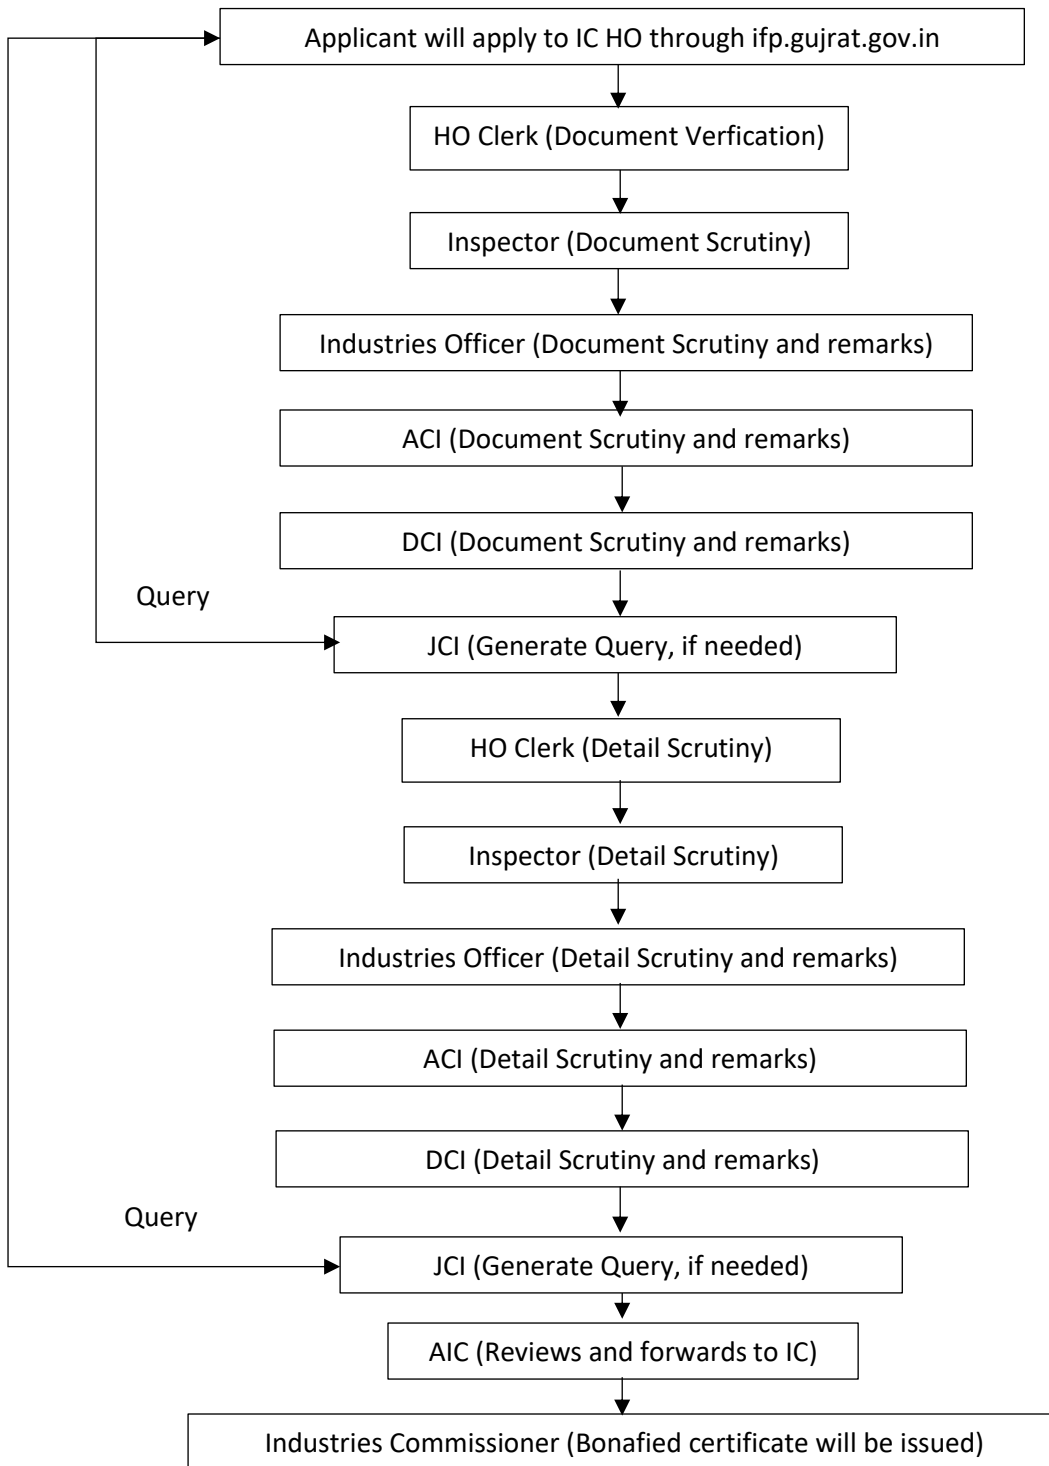 Applicant will apply to IC HO through ifp.gujrat.gov.in
HO Clerk (Document Verfication)
Inspector (Document Scrutiny)
Industries Officer (Document Scrutiny and remarks)
ACI (Document Scrutiny and remarks)
DCI (Document Scrutiny and remarks)
Query
JCI (Generate Query, if needed)
HO Clerk (Detail Scrutiny)
Inspector (Detail Scrutiny)
Industries Officer (Detail Scrutiny and remarks)
ACI (Detail Scrutiny and remarks)
DCI (Detail Scrutiny and remarks)
Query
JCI (Generate Query, if needed)
AIC (Reviews and forwards to IC)
Industries Commissioner (Bonafied certificate will be issued)